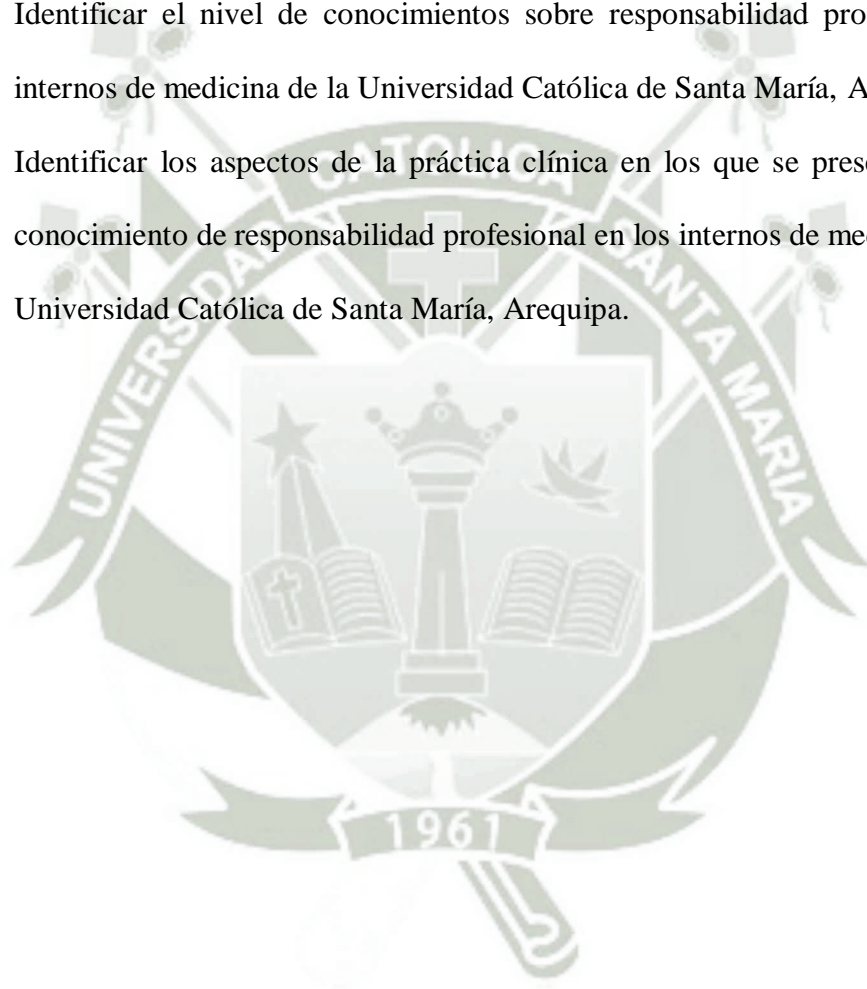 Identificar el nivel de conocimientos sobre responsabilidad pro
internos de medicina de la Universidad Católica de Santa María, A
Identificar los aspectos de la práctica clínica en los que se pres
conocimiento de responsabilidad profesional en los internos de me
Universidad Católica de Santa María, Arequipa.
UNIVERSIDAD CATOLICA SANTA MARIA
1961